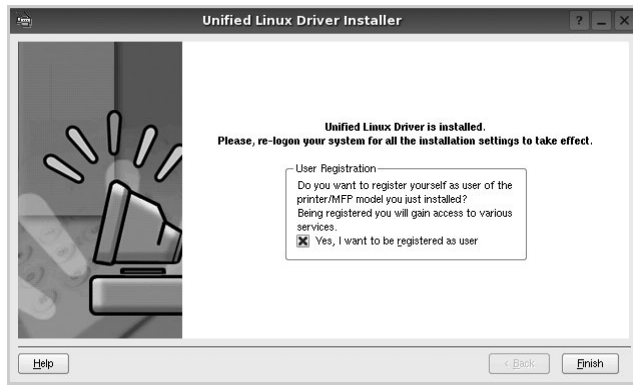 Unified Linux Driver Installer
Unified Linux Driver is installed.
Please, re-logon your system for all the installation settings to take effect.
User Registration
Do you want to register yourself as user of the
printer/MFP model you just installed?
Being registered you will gain access to various
services.
Yes, I want to be registered as user
Help
< Back
Finish